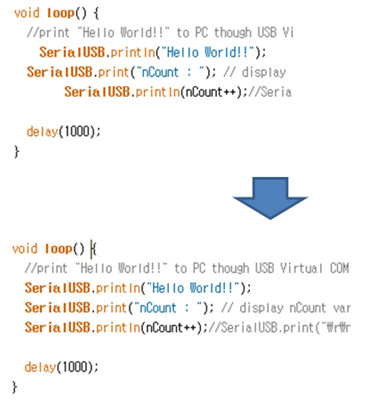 void loop() {
//print "Hello World!!" to PC though USB Vi
SerialUSB.println("Hello World!!");
SerialUSB.print("nCount : "); // display
SerialUSB.println(nCount++);//Seria
delay(1000);
}
void loop() {
//print "Hello World!!" to PC though USB Virtual COM
SerialUSB.println("Hello World!!");
SerialUSB.print("nCount : "); // display nCount var
SerialUSB.println(nCount++);//SerialUSB.print("₩r₩r
delay(1000);
}